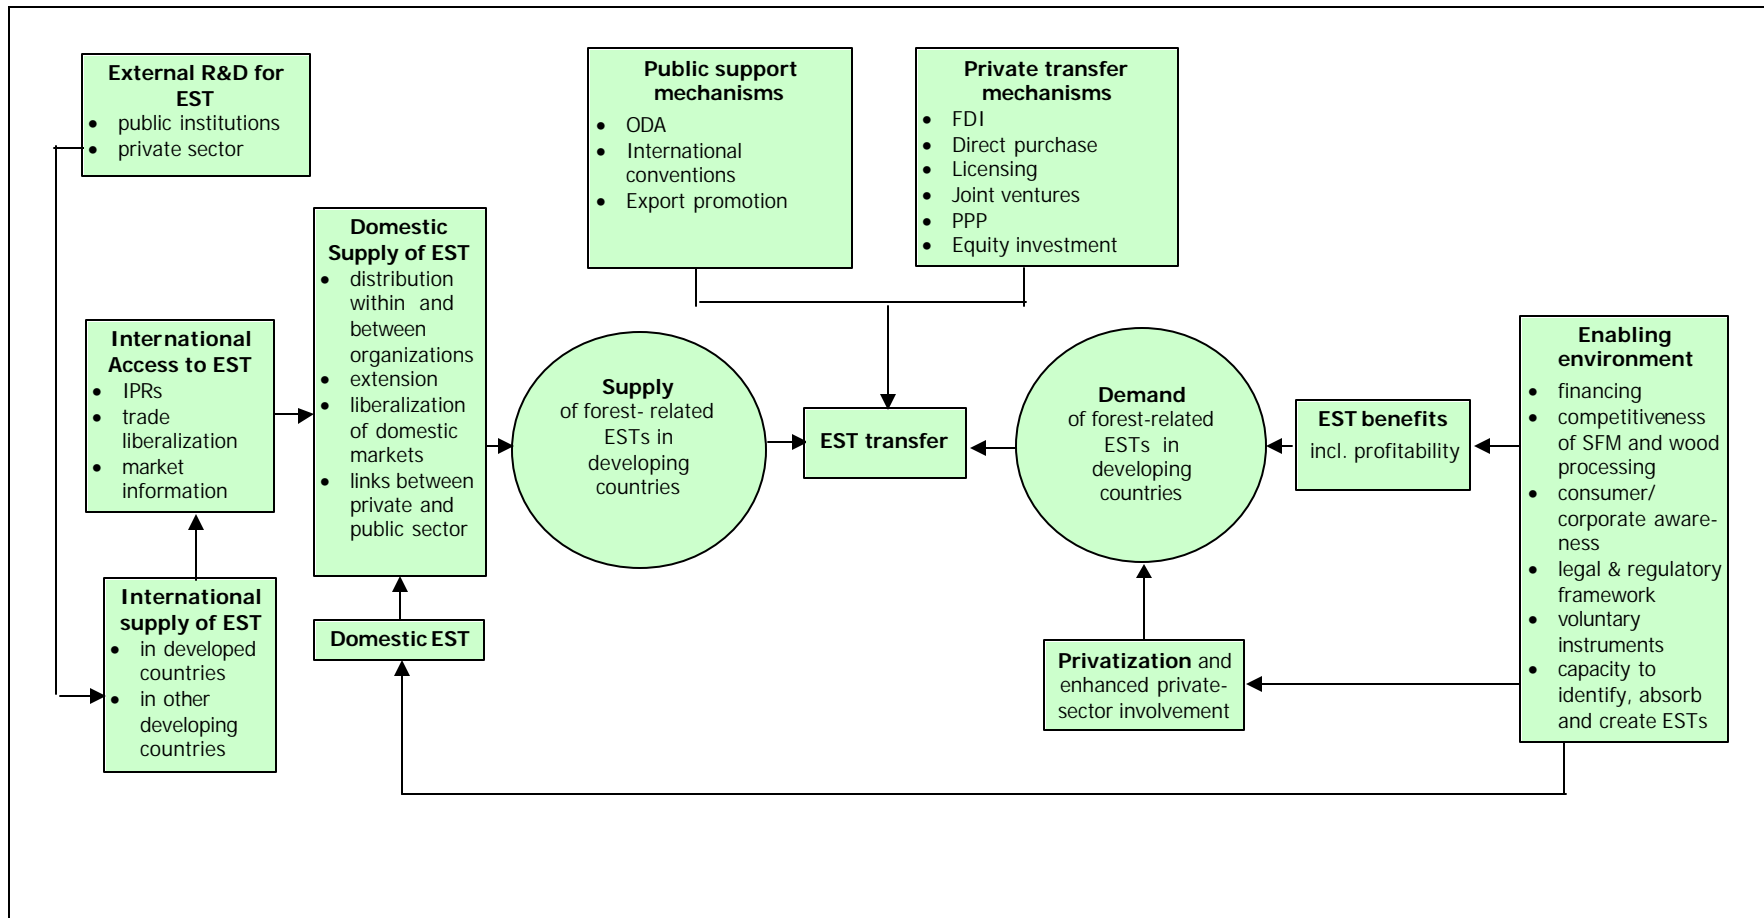 External R&D for
EST
• public institutions
• private sector
Public support
mechanisms
• ODA
• International
conventions
• Export promotion
Private transfer
mechanisms
• FDI
• Direct purchase
• Licensing
• Joint ventures
• PPP
• Equity investment
Domestic
Supply of EST
• distribution
within and
between
organizations
• extension
• liberalization
of domestic
markets
• links between
private and
public sector
International
Access to EST
• IPRs
• trade
liberalization
• market
information
International
supply of EST
• in developed
countries
• in other
developing
countries
Domestic EST
Supply
of forest- related
ESTs in
developing
countries
EST transfer
Demand
of forest-related
ESTs in
developing
countries
EST benefits
incl. profitability
Privatization and
enhanced private-
sector involvement
Enabling
environment
• financing
• competitiveness
of SFM and wood
processing
• consumer/
corporate aware-
ness
• legal & regulatory
framework
• voluntary
instruments
• capacity to
identify, absorb
and create ESTs